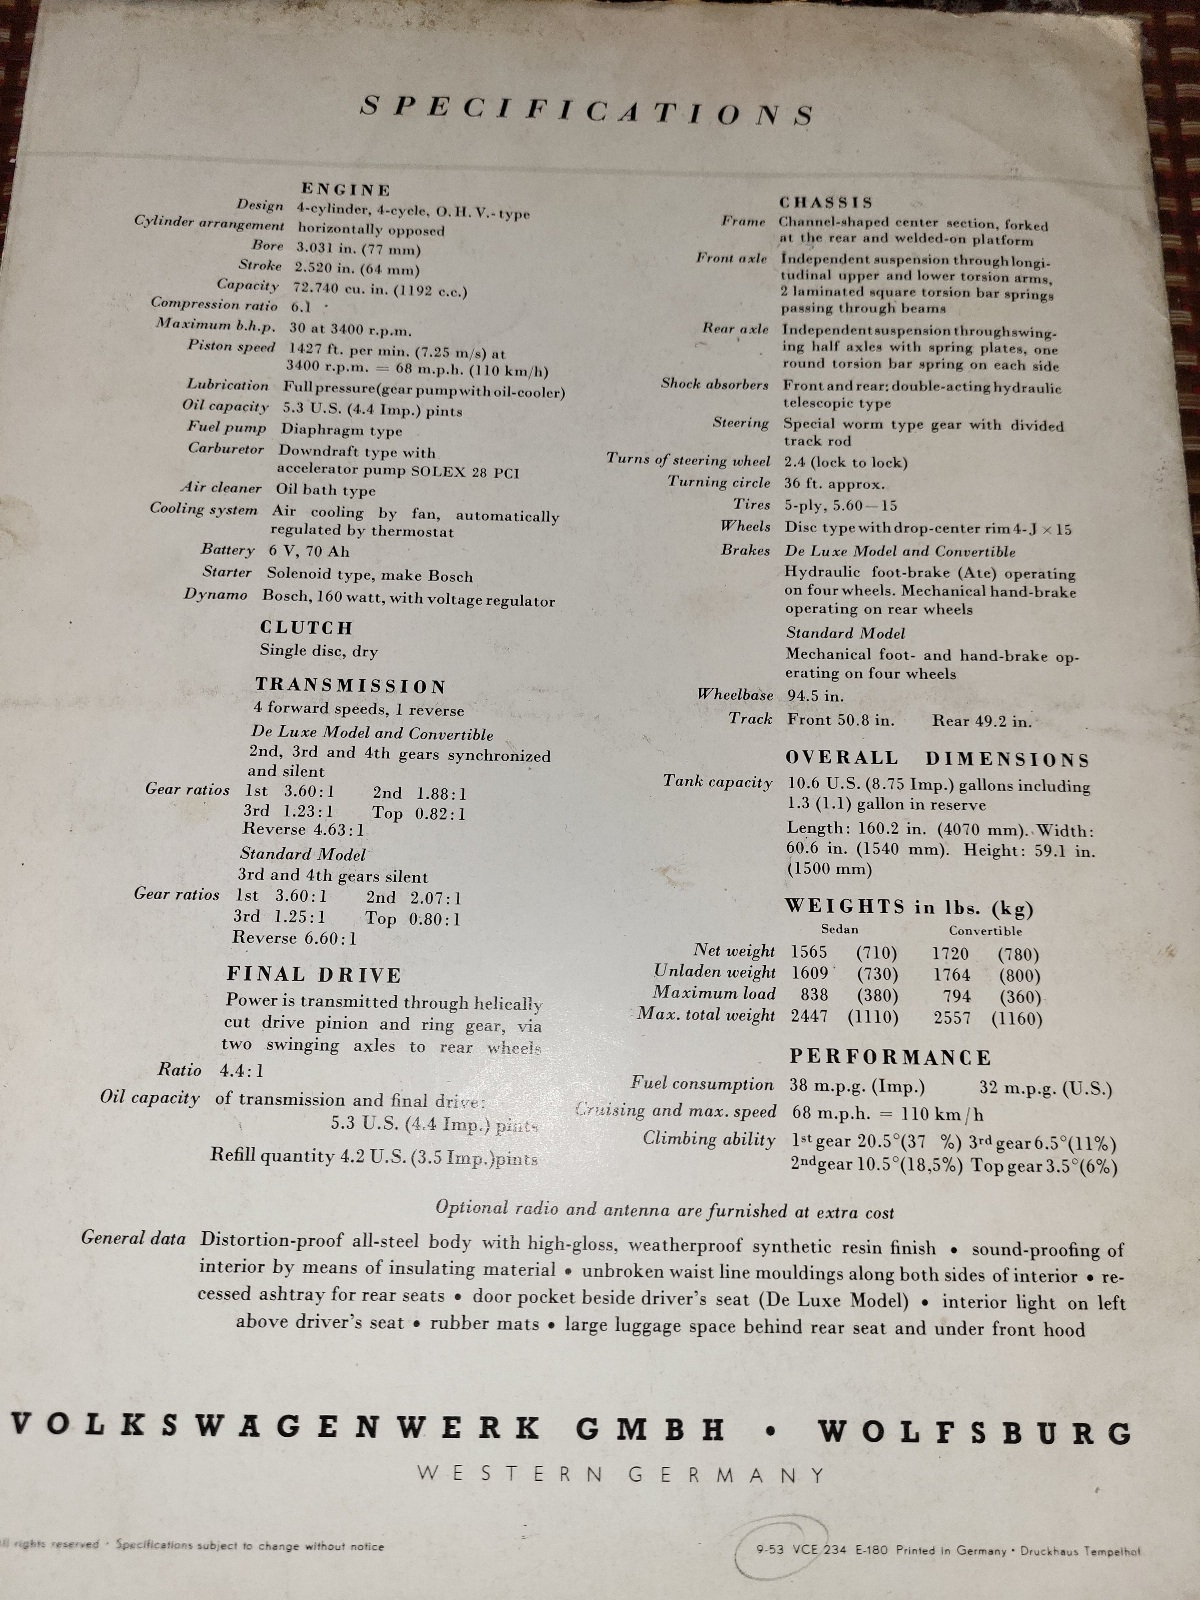 SPECIFICATIONS
ENGINE
Design 4-cylinder, 4-cycle, O. H. V.-type
Cylinder arrangement horizontally opposed
Bore 3.031 in. (77 mm)
Stroke 2.520 in. (64 mm)
Capacity 72.740 cu. in. (1192 c.c.)
Compression ratio 6.1
Maximum b.h.p. 30 at 3400 r.p.m.
Piston speed 1427 ft. per min. (7.25 m/s) at
3400 r.p.m. = 68 m.p.h. (110 km/h)
Lubrication Full pressure (gear pump with oil-cooler)
Oil capacity 5.3 U.S. (4.4 Imp.) pints
Fuel pump Diaphragm type
Carburetor Downdraft type with
accelerator pump SOLEX 28 PCI
Air cleaner Oil bath type
Cooling system Air cooling by fan, automatically
regulated by thermostat
Battery 6 V, 70 Ah
Starter Solenoid type, make Bosch
Dynamo Bosch, 160 watt, with voltage regulator
CLUTCH
Single disc, dry
TRANSMISSION
4 forward speeds, 1 reverse
De Luxe Model and Convertible
2nd, 3rd and 4th gears synchronized
and silent
Gear ratios 1st 3.60:1 2nd 1.88:1
3rd 1.23:1 Top 0.82:1
Reverse 4.63:1
Standard Model
3rd and 4th gears silent
Gear ratios 1st 3.60:1 2nd 2.07:1
3rd 1.25:1 Top 0.80:1
Reverse 6.60:1
FINAL DRIVE
Power is transmitted through helically
cut drive pinion and ring gear, via
two swinging axles to rear wheels
Ratio 4.4:1
Oil capacity of transmission and final drive:
5.3 U.S. (4.4 Imp.) pints
Refill quantity 4.2 U.S. (3.5 Imp.) pints
CHASSIS
Frame Channel-shaped center section, forked
at the rear and welded-on platform
Front axle Independent suspension through longi-
tudinal upper and lower torsion arms,
2 laminated square torsion bar springs
passing through beams
Rear axle Independent suspension through swing-
ing half axles with spring plates, one
round torsion bar spring on each side
Shock absorbers Front and rear: double-acting hydraulic
telescopic type
Steering Special worm type gear with divided
track rod
Turns of steering wheel 2.4 (lock to lock)
Turning circle 36 ft. approx.
Tires 5-ply, 5.60—15
Wheels Disc type with drop-center rim 4-J × 15
Brakes De Luxe Model and Convertible
Hydraulic foot-brake (Ate) operating
on four wheels. Mechanical hand-brake
operating on rear wheels
Standard Model
Mechanical foot- and hand-brake op-
erating on four wheels
Wheelbase 94.5 in.
Track Front 50.8 in. Rear 49.2 in.
OVERALL DIMENSIONS
Tank capacity 10.6 U.S. (8.75 Imp.) gallons including
1.3 (1.1) gallon in reserve
Length: 160.2 in. (4070 mm). Width:
60.6 in. (1540 mm). Height: 59.1 in.
(1500 mm)
WEIGHTS in lbs. (kg)
Sedan Convertible
Net weight 1565 (710) 1720 (780)
Unladen weight 1609 (730) 1764 (800)
Maximum load 838 (380) 794 (360)
Max. total weight 2447 (1110) 2557 (1160)
PERFORMANCE
Fuel consumption 38 m.p.g. (Imp.) 32 m.p.g. (U.S.)
Cruising and max. speed 68 m.p.h. = 110 km/h
Climbing ability 1st gear 20.5° (37 %) 3rd gear 6.5° (11%)
2nd gear 10.5° (18,5%) Top gear 3.5° (6%)
Optional radio and antenna are furnished at extra cost
General data Distortion-proof all-steel body with high-gloss, weatherproof synthetic resin finish • sound-proofing of
interior by means of insulating material • unbroken waist line mouldings along both sides of interior • re-
cessed ashtray for rear seats • door pocket beside driver's seat (De Luxe Model) • interior light on left
above driver's seat • rubber mats • large luggage space behind rear seat and under front hood
VOLKSWAGENWERK GMBH • WOLFSBURG
WESTERN GERMANY
All rights reserved · Specifications subject to change without notice
9-53 VCE 234 E-180 Printed in Germany • Druckhaus Tempelhof